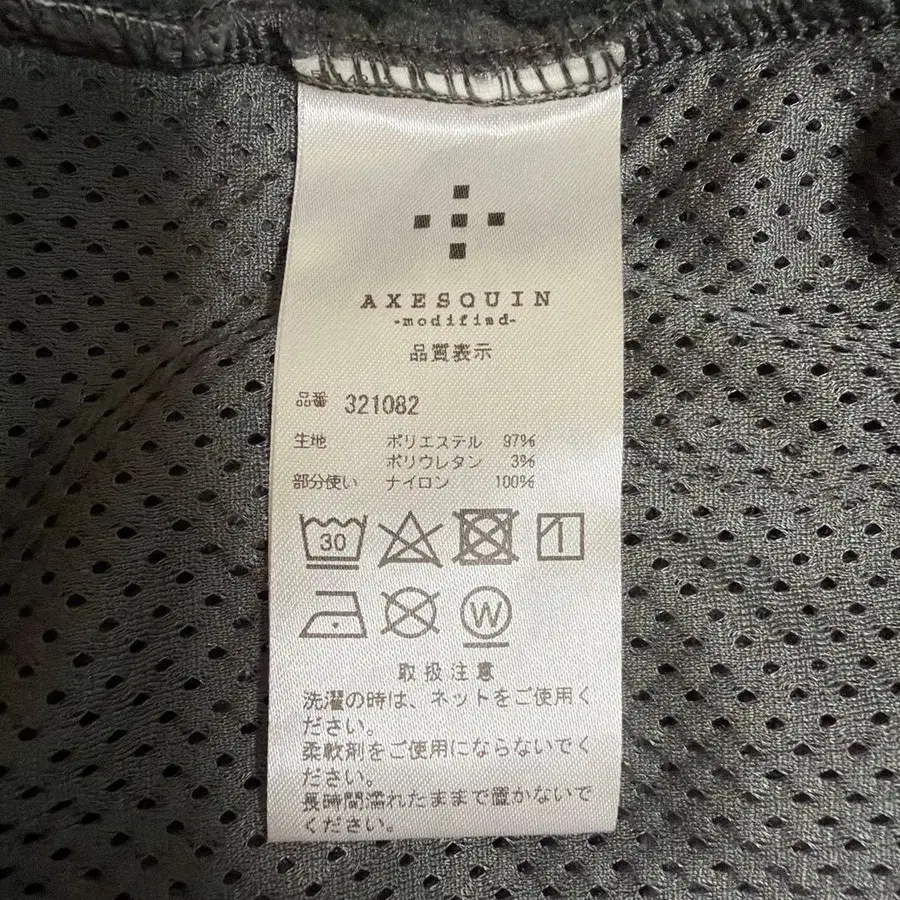 AXESQUIN
-modified-
品質表示
品番 321082
生地 ポリエステル 97%
ポリウレタン 3%
部分使い ナイロン 100%
30
W
取扱注意
洗濯の時は、ネットをご使用く
ださい。
柔軟剤をご使用にならないでく
ださい。
長時間濡れたままで置かないで
ください。